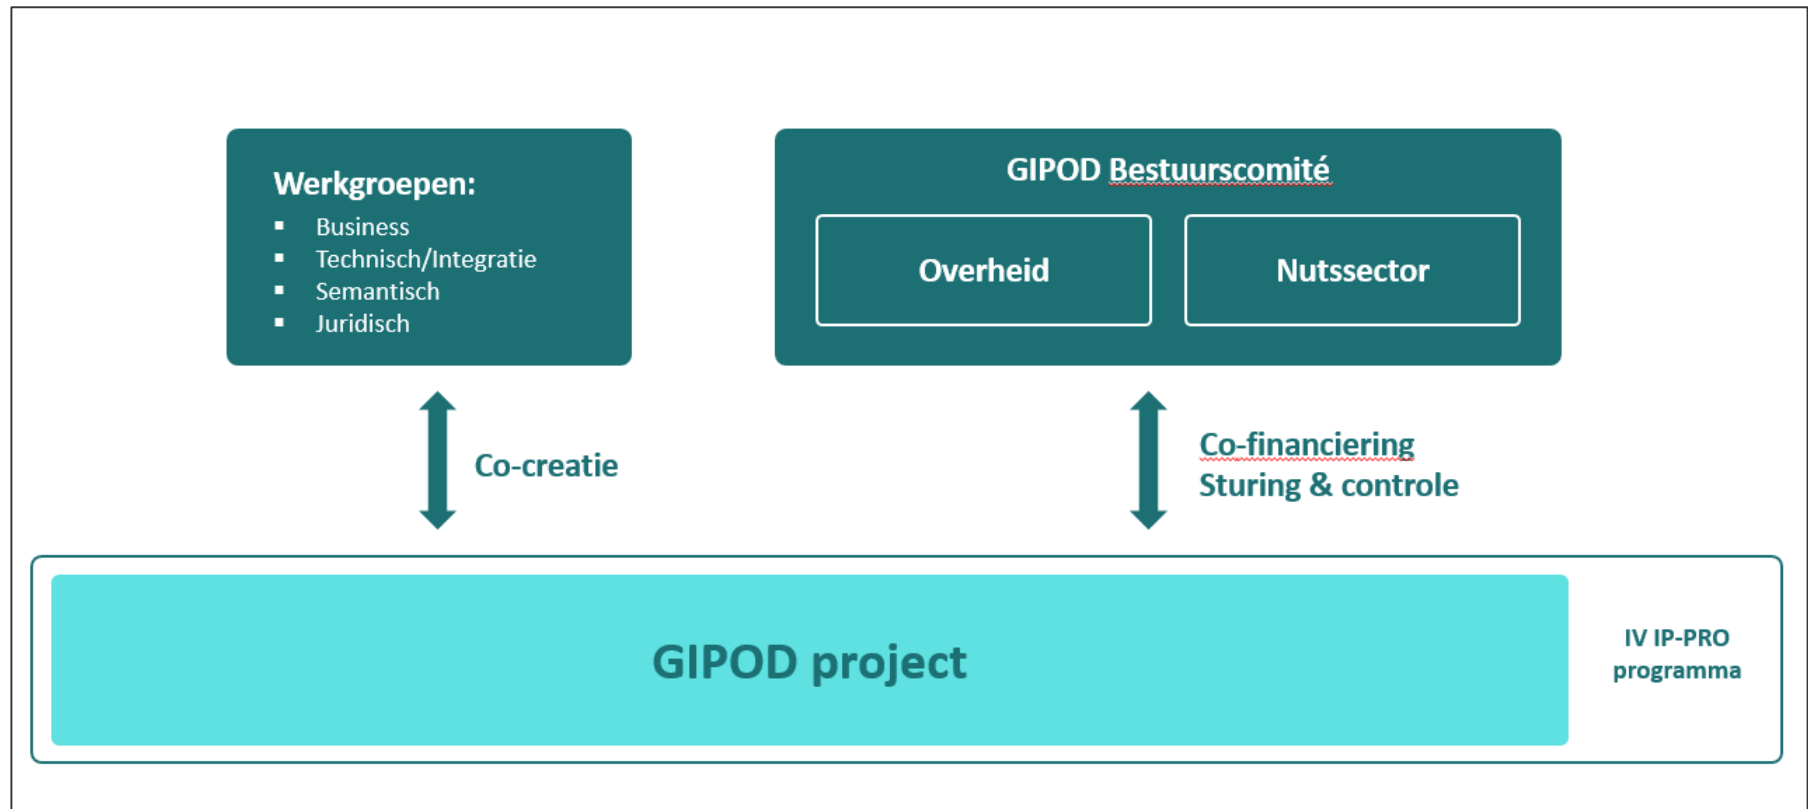 Werkgroepen:
▪ Business
▪ Technisch/Integratie
▪ Semantisch
▪ Juridisch
GIPOD Bestuurscomité
Overheid
Nutssector
Co-creatie
Co-financiering
Sturing & controle
GIPOD project
IV IP-PRO
programma